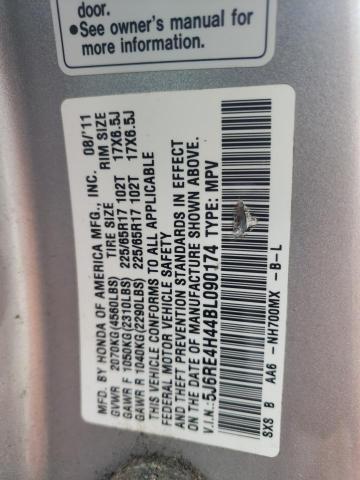 door.
●See owner's manual for
more information.
MFD. BY HONDA OF AMERICA MFG., INC. 08/'11
TIRE SIZE RIM SIZE
GVWR 2070KG(4560LBS)
GAWR F 1050KG(2310LBS) 225/65R17 102T 17X6.5J
GAWR R 1040KG(2290LBS) 225/65R17 102T 17X6.5J
THIS VEHICLE CONFORMS TO ALL APPLICABLE
FEDERAL MOTOR VEHICLE SAFETY
AND THEFT PREVENTION STANDARDS IN EFFECT
ON THE DATE OF MANUFACTURE SHOWN ABOVE.
V.I.N.:5J6RE4H44BL090174 TYPE: MPV
SXS B AA6 -NH700MX -B-L